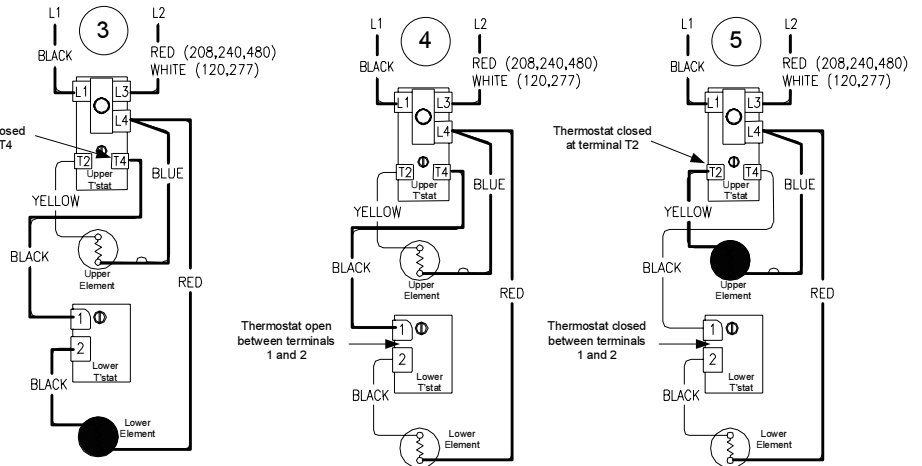 L1
L2
3
BLACK
RED (208,240,480)
WHITE (120,277)
L1
L3
L4
T4
T2
T4
Upper
T'stat
BLUE
YELLOW
BLACK
Upper
Element
RED
1
2
Lower
T'stat
BLACK
Lower
Element
L1
L2
4
BLACK
RED (208,240,480)
WHITE (120,277)
L1
L3
L4
T2
T4
Upper
T'stat
BLUE
YELLOW
BLACK
Upper
Element
RED
Thermostat open
between terminals
1 and 2
1
2
Lower
T'stat
BLACK
Lower
Element
L1
L2
5
BLACK
RED (208,240,480)
WHITE (120,277)
L1
L3
L4
Thermostat closed
at terminal T2
T2
T4
Upper
T'stat
BLUE
YELLOW
BLACK
Upper
Element
RED
Thermostat closed
between terminals
1 and 2
1
2
Lower
T'stat
BLACK
Lower
Element